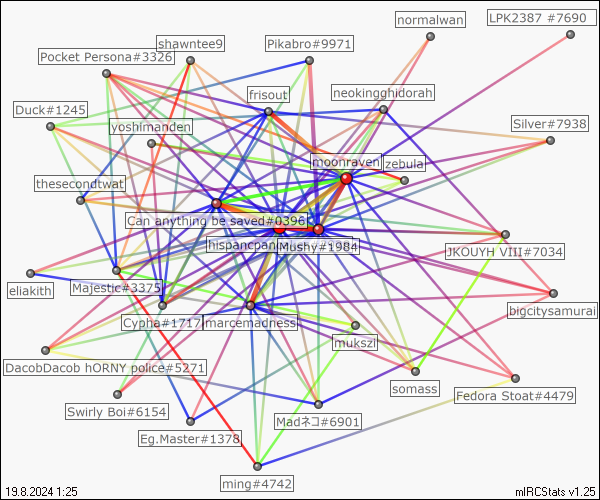 normalwan
LPK2387 #7690
shawntee9
Pikabro#9971
Pocket Persona#3326
frisout
neokingghidorah
Duck#1245
yoshimanden
Silver#7938
moonraven
zebula
thesecondtwat
Can anything be saved#0396
hispancpanic
Mushy#1984
JKOUYH VIII#7034
eliakith
Majestic#3375
bigcitysamurai
Cypha#1717
marcemadness
mukszi
DacobDacob hORNY police#5271
somass
Fedora Stoat#4479
Swirly Boi#6154
Madネコ#6901
Eg.Master#1378
ming#4742
19.8.2024 1:25
mIRCStats v1.25